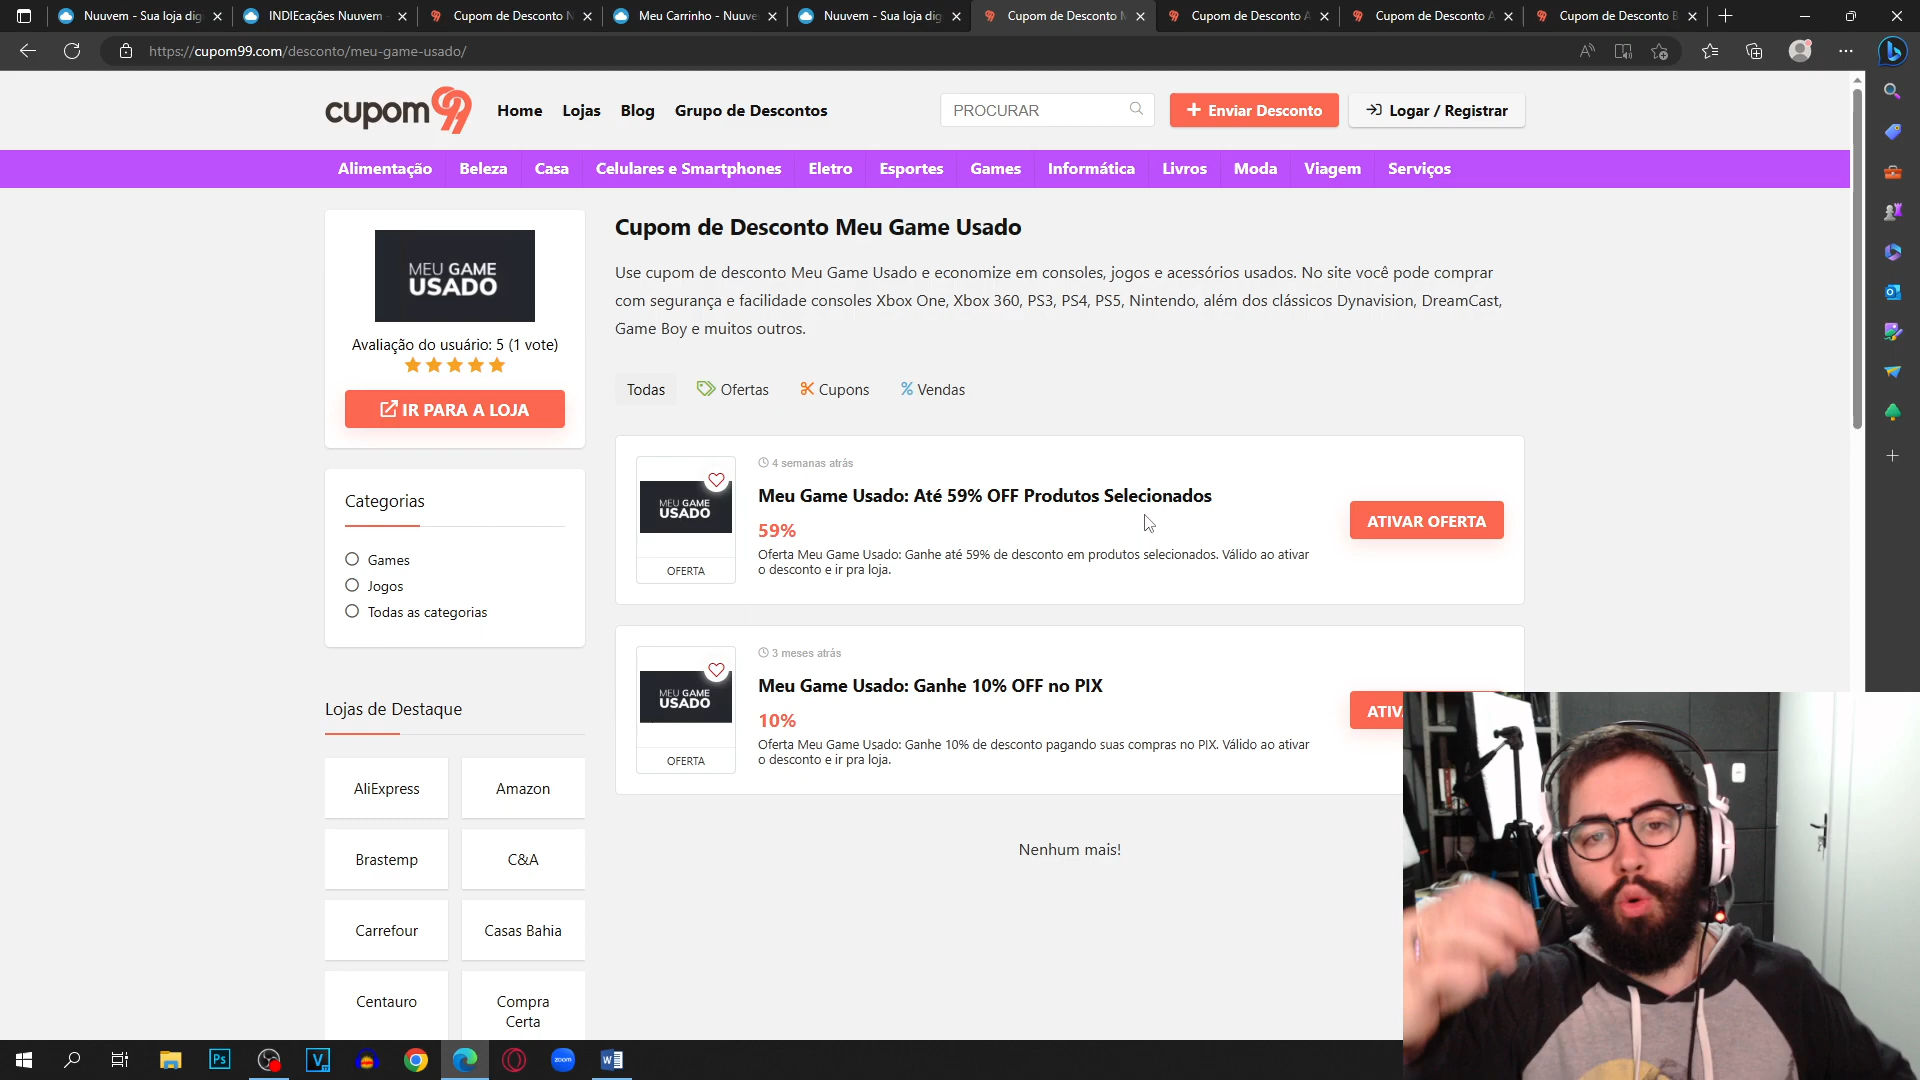 Nuuvem - Sua loja dig
INDIEcações Nuuvem
Cupom de Desconto N
Meu Carrinho - Nuuve
Nuuvem - Sua loja dig
Cupom de Desconto M
Cupom de Desconto A
Cupom de Desconto A
Cupom de Desconto B
https://cupom99.com/desconto/meu-game-usado/
cupom99
Home
Lojas
Blog
Grupo de Descontos
PROCURAR
Enviar Desconto
Logar / Registrar
Alimentação
Beleza
Casa
Celulares e Smartphones
Eletro
Esportes
Games
Informática
Livros
Moda
Viagem
Serviços
MEU GAME
USADO
Avaliação do usuário: 5 (1 vote)
IR PARA A LOJA
Categorias
Games
Jogos
Todas as categorias
Lojas de Destaque
AliExpress
Amazon
Brastemp
C&A
Carrefour
Casas Bahia
Centauro
Compra
Certa
Cupom de Desconto Meu Game Usado
Use cupom de desconto Meu Game Usado e economize em consoles, jogos e acessórios usados. No site você pode comprar
com segurança e facilidade consoles Xbox One, Xbox 360, PS3, PS4, PS5, Nintendo, além dos clássicos Dynavision, DreamCast,
Game Boy e muitos outros.
Todas
Ofertas
Cupons
Vendas
MEU GAME
USADO
OFERTA
4 semanas atrás
Meu Game Usado: Até 59% OFF Produtos Selecionados
59%
Oferta Meu Game Usado: Ganhe até 59% de desconto em produtos selecionados. Válido ao ativar
o desconto e ir pra loja.
ATIVAR OFERTA
MEU GAME
USADO
OFERTA
3 meses atrás
Meu Game Usado: Ganhe 10% OFF no PIX
10%
Oferta Meu Game Usado: Ganhe 10% de desconto pagando suas compras no PIX. Válido ao ativar
o desconto e ir pra loja.
ATIV
Nenhum mais!
Ps
V
zoom
W